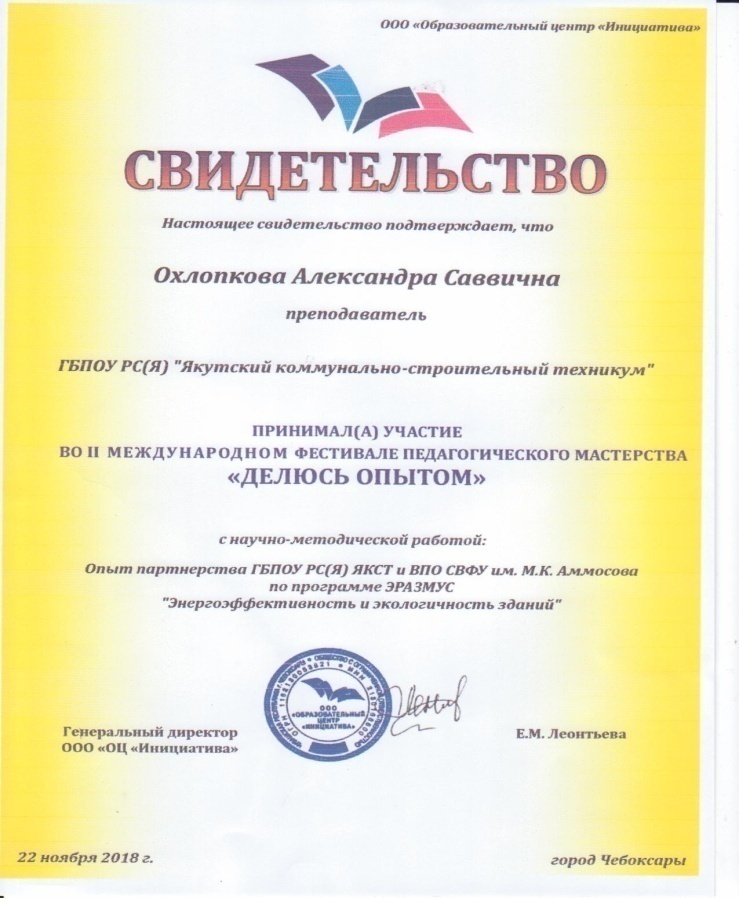 ООО «Образовательный центр «Инициатива»
СВИДЕТЕЛЬСТВО
Настоящее свидетельство подтверждает, что
Охлопкова Александра Саввична
преподаватель
ГБПОУ РС(Я) "Якутский коммунально-строительный техникум"
ПРИНИМАЛ(А) УЧАСТИЕ
ВО II МЕЖДУНАРОДНОМ ФЕСТИВАЛЕ ПЕДАГОГИЧЕСКОГО МАСТЕРСТВА
«ДЕЛЮСЬ ОПЫТОМ»
с научно-методической работой:
Опыт партнерства ГБПОУ РС(Я) ЯКСТ и ВПО СВФУ им. М.К. Аммосова
по программе ЭРАЗМУС
"Энергоэффективность и экологичность зданий"
ООО
«ОБРАЗОВАТЕЛЬНЫЙ
ЦЕНТР
«ИНИЦИАТИВА»
Генеральный директор
ООО «ОЦ «Инициатива»
Е.М. Леонтьева
22 ноября 2018 г.
город Чебоксары